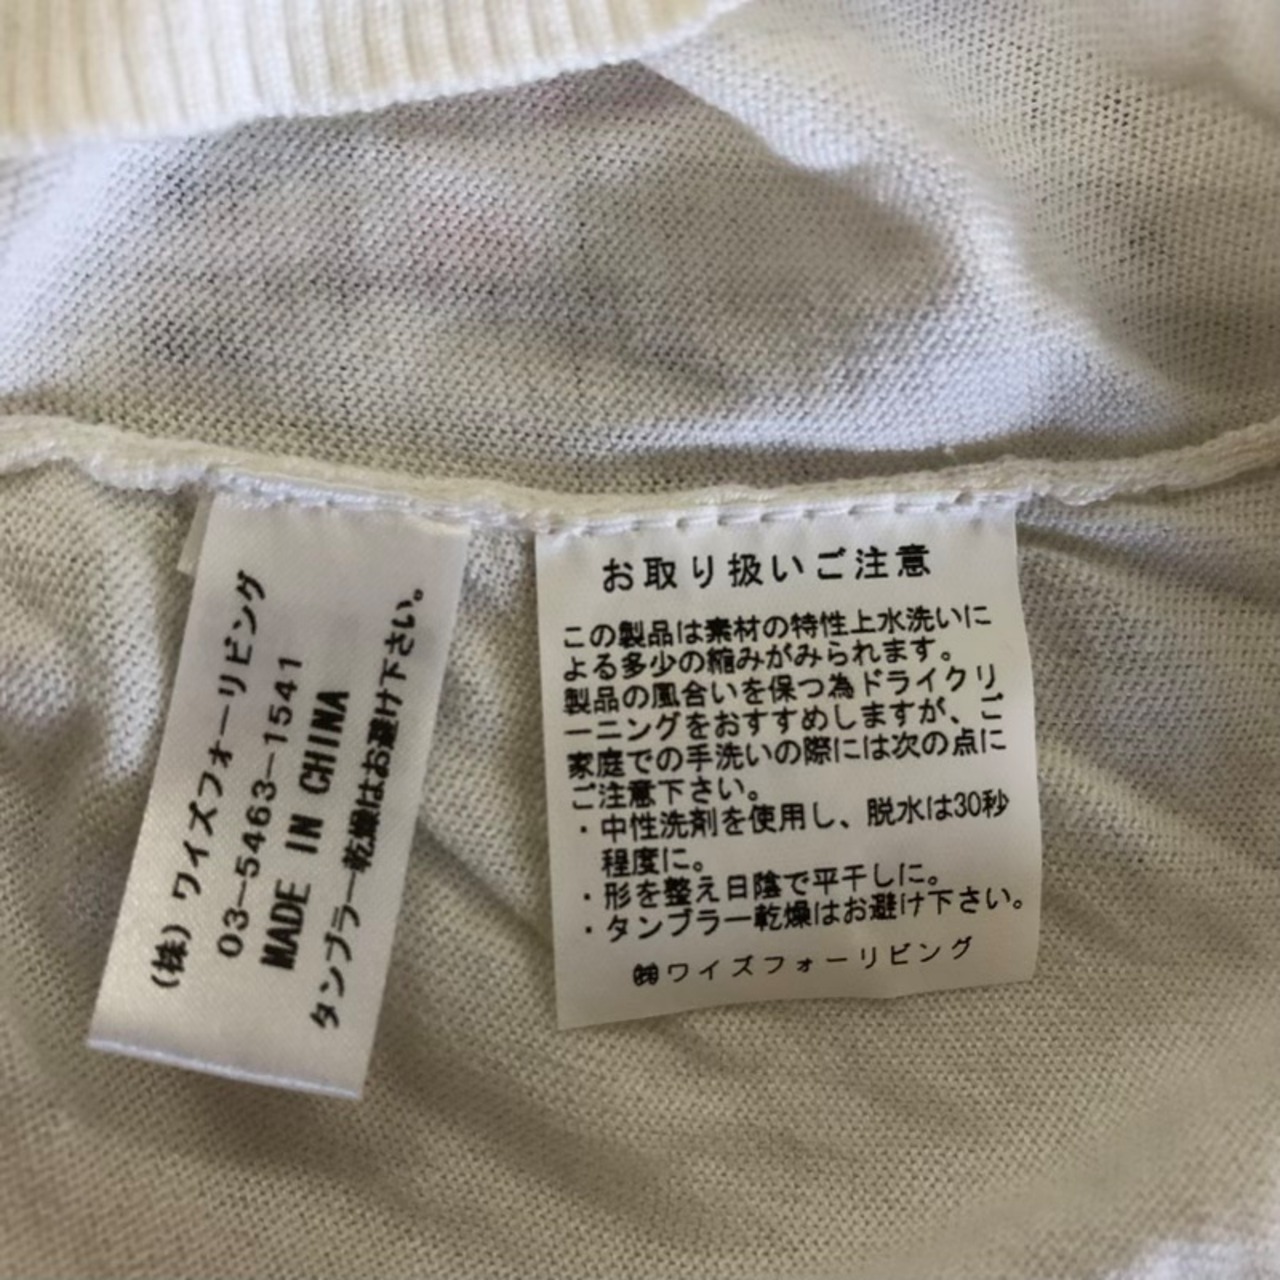 (株)ワイズフォーリビング
03-5463-1541
MADE IN CHINA
タンブラー乾燥はお避け下さい。
お取り扱いご注意
この製品は素材の特性上水洗いに
よる多少の縮みがみられます。
製品の風合いを保つ為ドライクリ
ーニングをおすすめしますが、ご
家庭での手洗いの際には次の点に
ご注意下さい。
・中性洗剤を使用し、脱水は30秒
程度に。
・形を整え日陰で平干しに。
・タンブラー乾燥はお避け下さい。
㈱ワイズフォーリビング